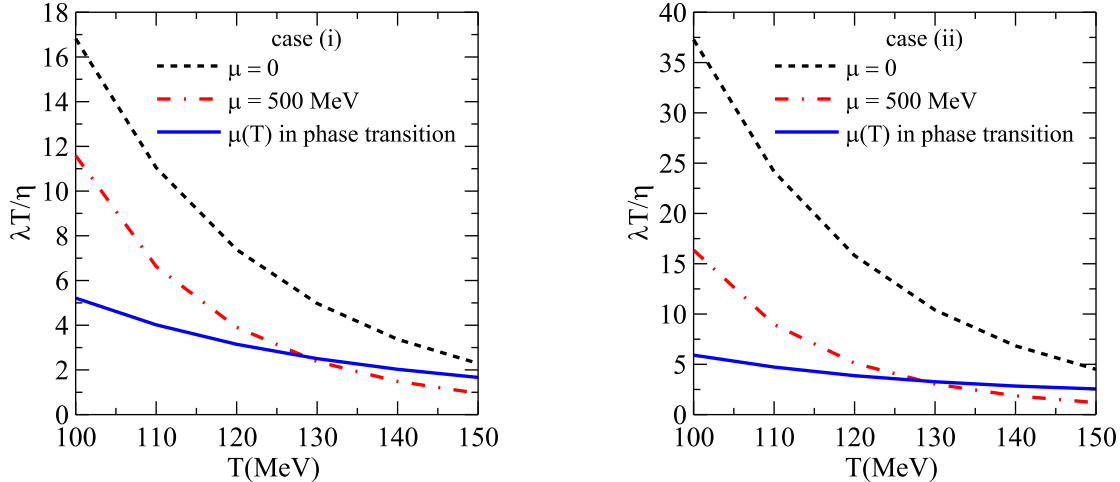 18
16
14
12
10
8
6
4
2
0
λT/η
case (i)
μ = 0
μ = 500 MeV
μ(T) in phase transition
100 110 120 130 140 150
T(MeV)
40
35
30
25
20
15
10
5
0
λT/η
case (ii)
μ = 0
μ = 500 MeV
μ(T) in phase transition
100 110 120 130 140 150
T(MeV)